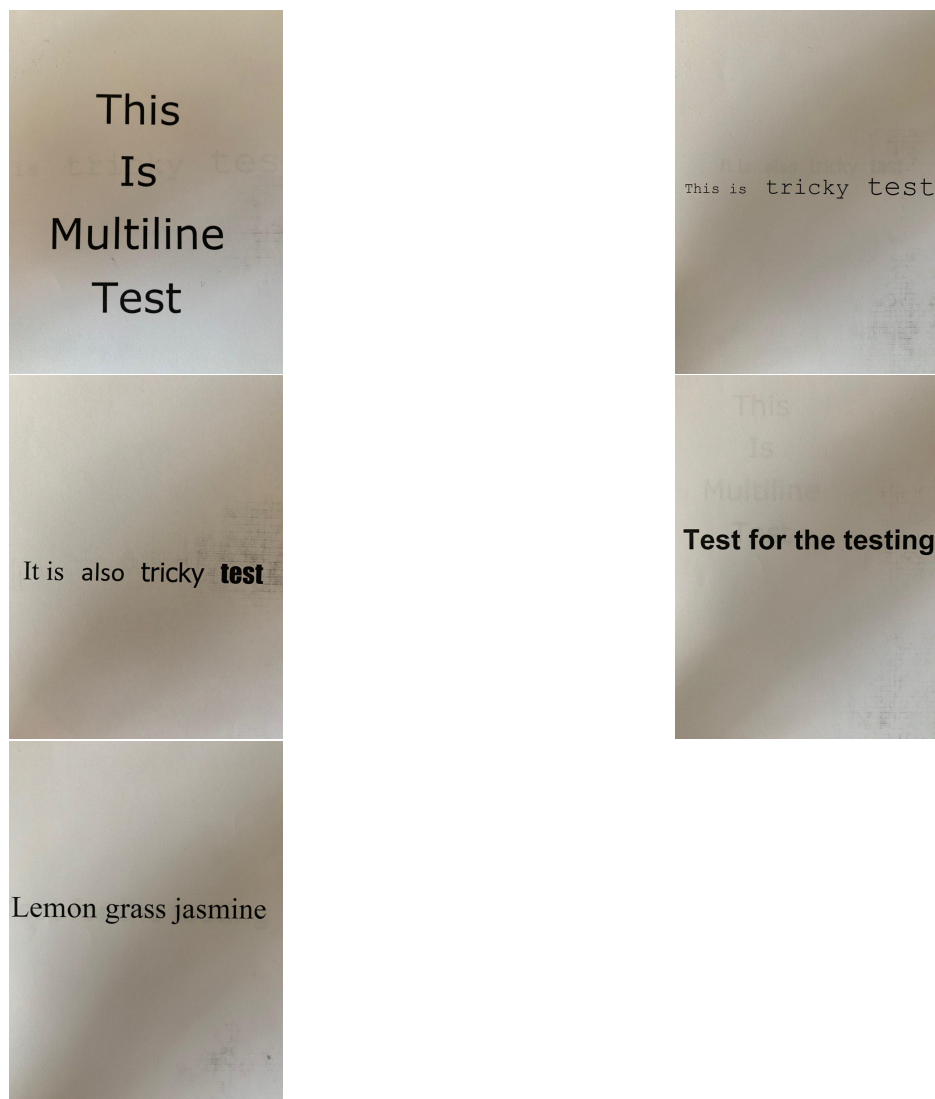 This
Is
Multiline
Test
This is tricky test
It is also tricky test
Test for the testing
Lemon grass jasmine